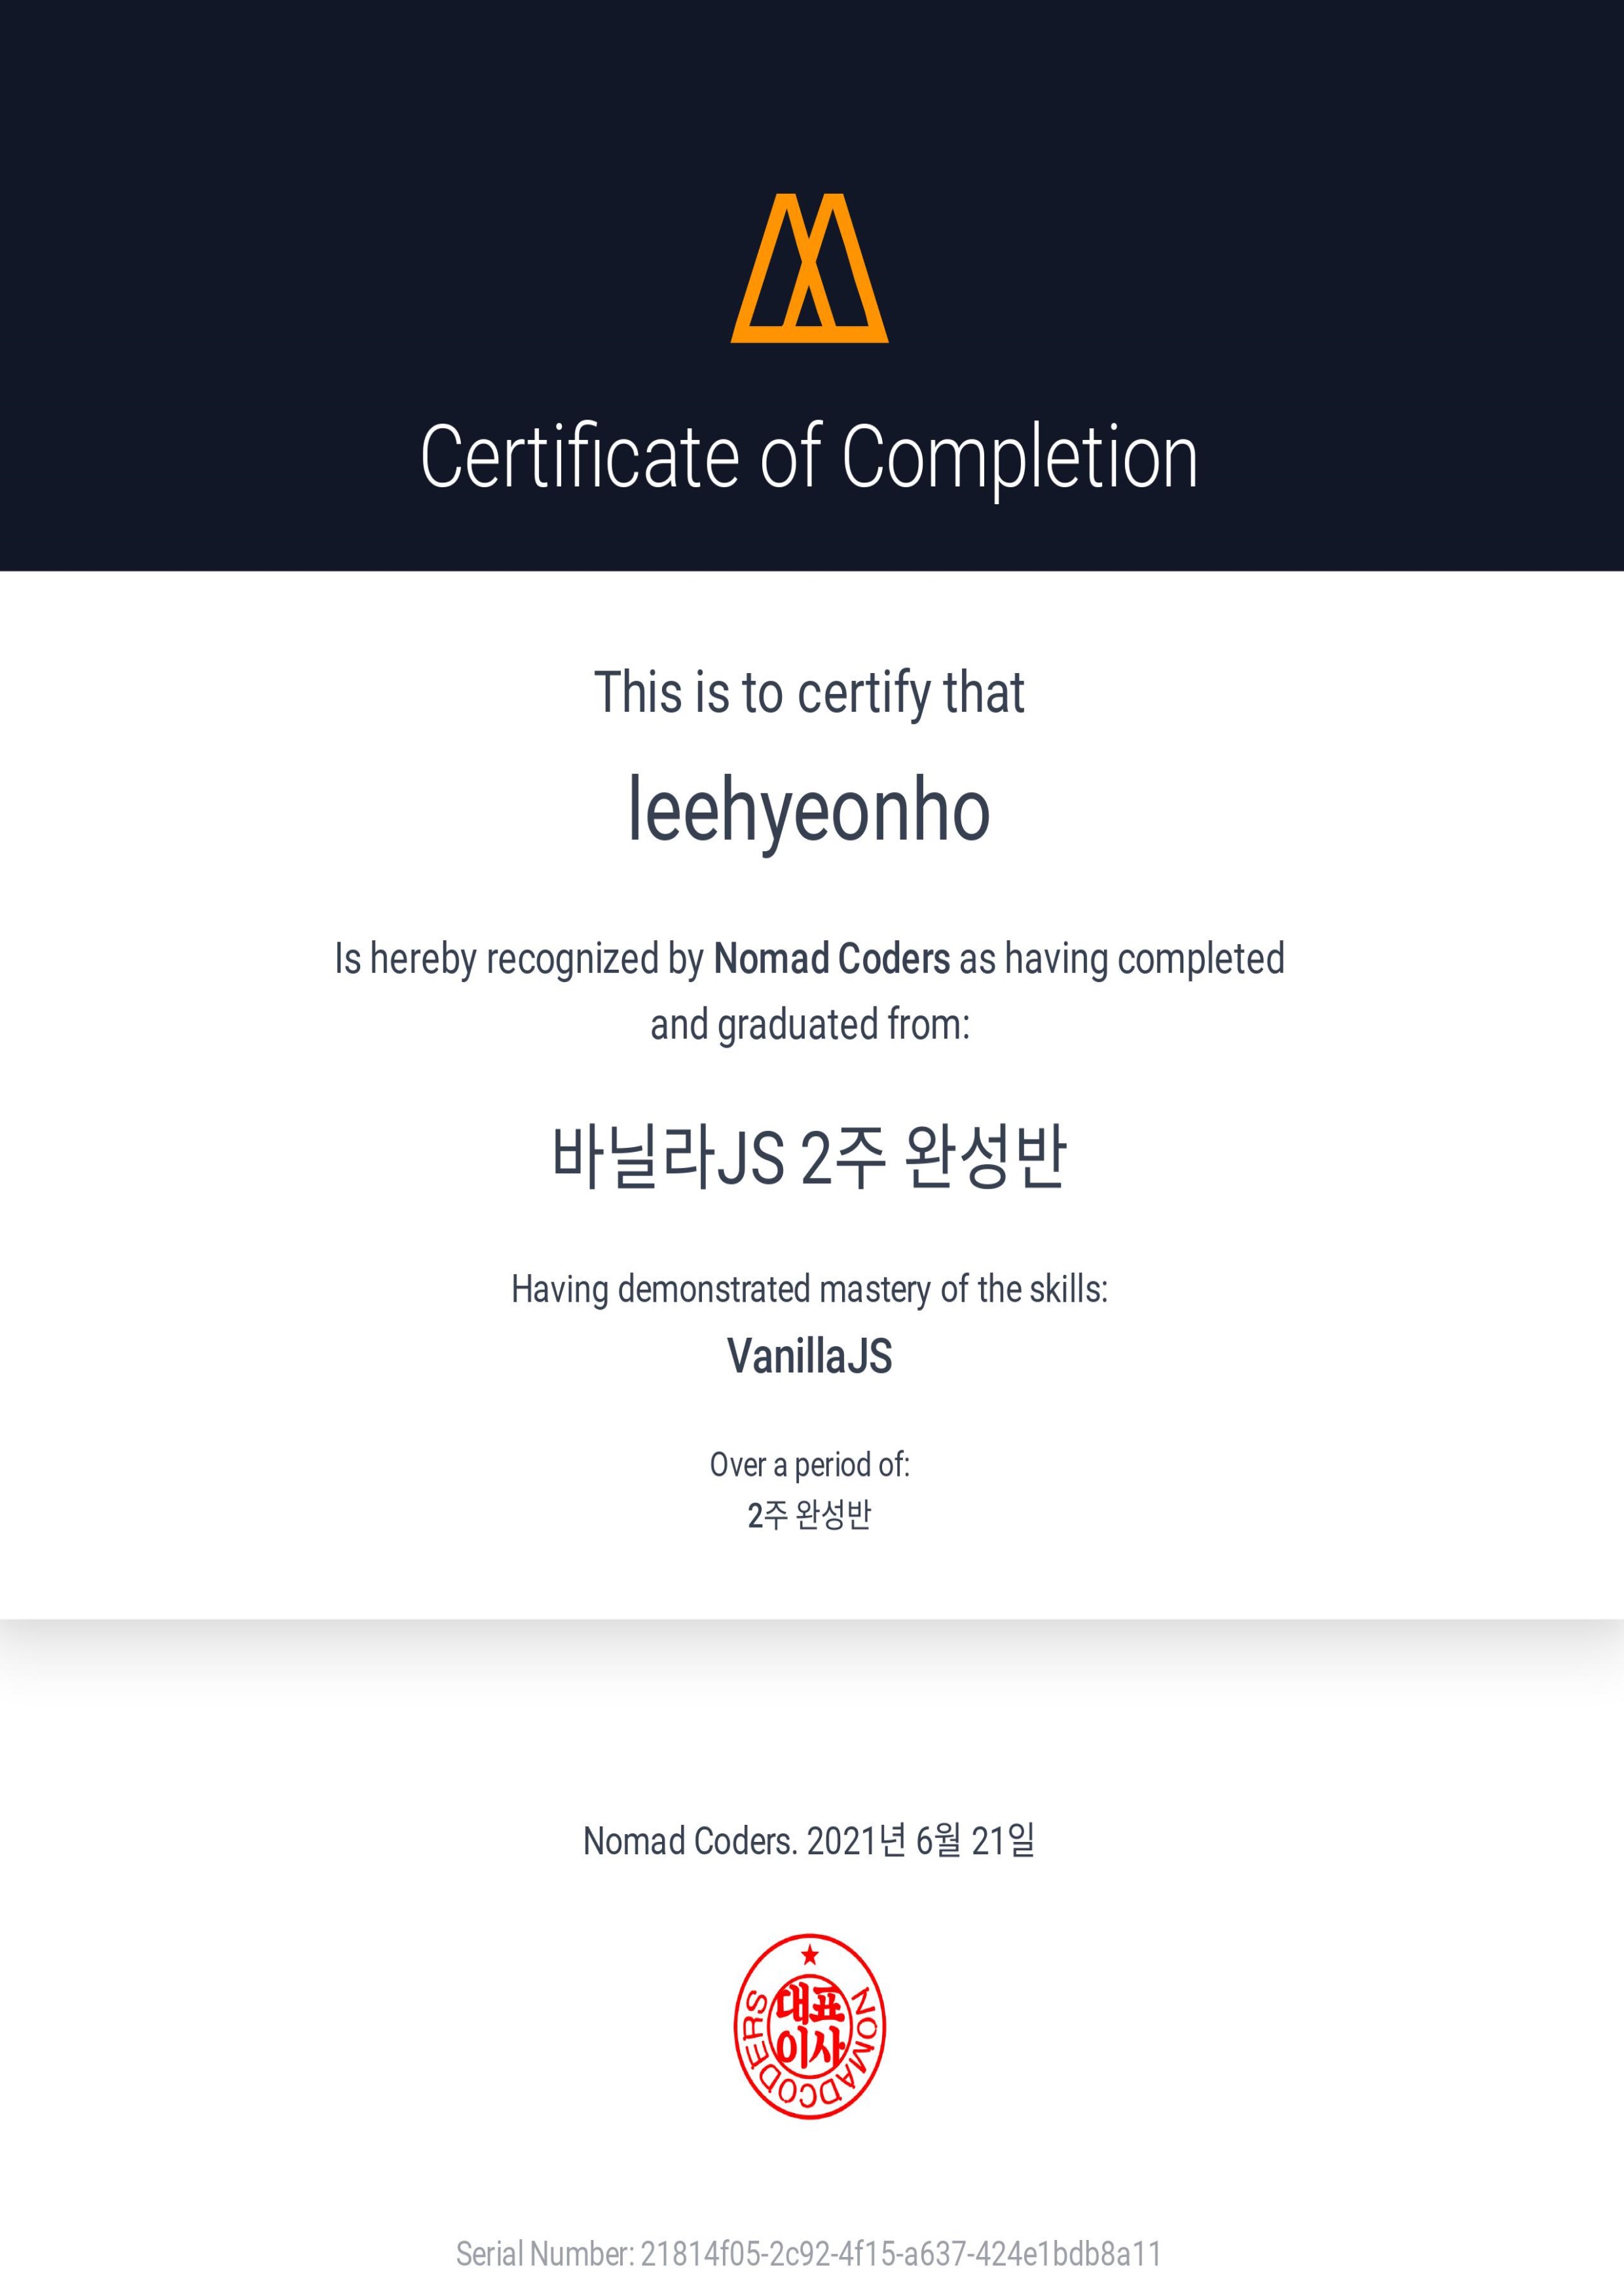 Certificate of Completion
This is to certify that
leehyeonho
Is hereby recognized by Nomad Coders as having completed
and graduated from:
바닐라JS 2주 완성반
Having demonstrated mastery of the skills:
VanillaJS
Over a period of:
2주 완성반
Nomad Coders. 2021년 6월 21일
NOMADCODERS
대표
이사
Serial Number: 21814f05-2c92-4f15-a637-424e1bdb8a11